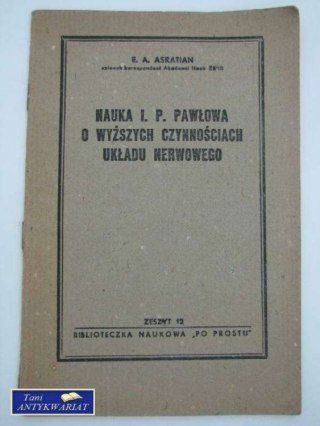 E. A. ASRATIAN
członek korespondent Akademii Nauk ZSRR
NAUKA I. P. PAWŁOWA
O WYŻSZYCH CZYNNOŚCIACH
UKŁADU NERWOWEGO
ZESZYT 12
BIBLIOTECZKA NAUKOWA „PO PROSTU"
Tani
ANTYKWARIAT